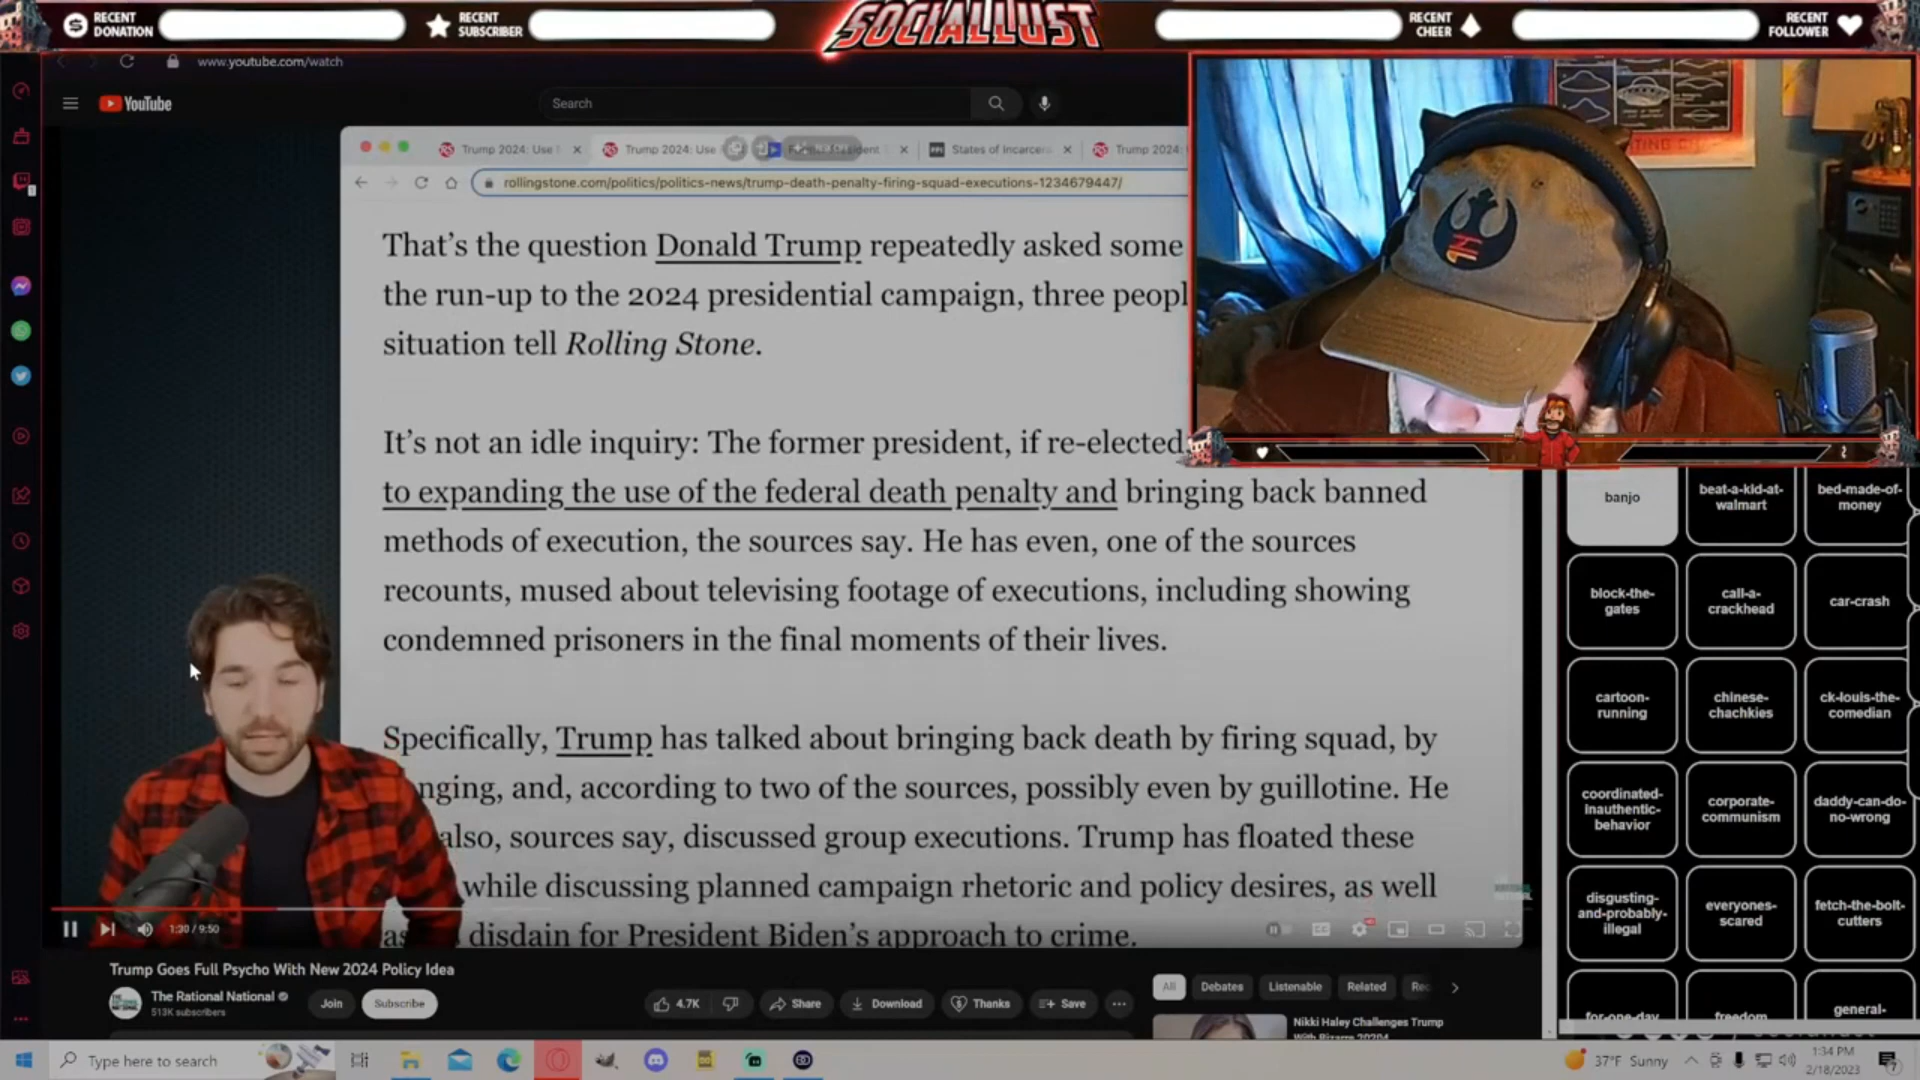 RECENT DONATION
RECENT SUBSCRIBER
SOCIALLUST
RECENT CHEER
RECENT FOLLOWER
www.youtube.com/watch
YouTube
Search
Trump 2024: Use
Trump 2024: Use
States of Incarcera
Trump 2024:
rollingstone.com/politics/politics-news/trump-death-penalty-firing-squad-executions-1234679447/
That's the question Donald Trump repeatedly asked some
the run-up to the 2024 presidential campaign, three peopl
situation tell Rolling Stone.
It's not an idle inquiry: The former president, if re-elected
to expanding the use of the federal death penalty and bringing back banned
methods of execution, the sources say. He has even, one of the sources
recounts, mused about televising footage of executions, including showing
condemned prisoners in the final moments of their lives.
Specifically, Trump has talked about bringing back death by firing squad, by
nging, and, according to two of the sources, possibly even by guillotine. He
also, sources say, discussed group executions. Trump has floated these
while discussing planned campaign rhetoric and policy desires, as well
as disdain for President Biden's approach to crime.
1:30 / 9:50
Trump Goes Full Psycho With New 2024 Policy Idea
The Rational National
513K subscribers
Join
Subscribe
4.7K
Share
Download
Thanks
Save
All
Debates
Listenable
Related
Rec
Nikki Haley Challenges Trump
banjo
beat-a-kid-at-walmart
bed-made-of-money
block-the-gates
call-a-crackhead
car-crash
cartoon-running
chinese-chachkies
ck-louis-the-comedian
coordinated-inauthentic-behavior
corporate-communism
daddy-can-do-no-wrong
disgusting-and-probably-illegal
everyones-scared
fetch-the-bolt-cutters
for-one-day
freedom
general-
Type here to search
37°F Sunny
1:34 PM
2/18/2023